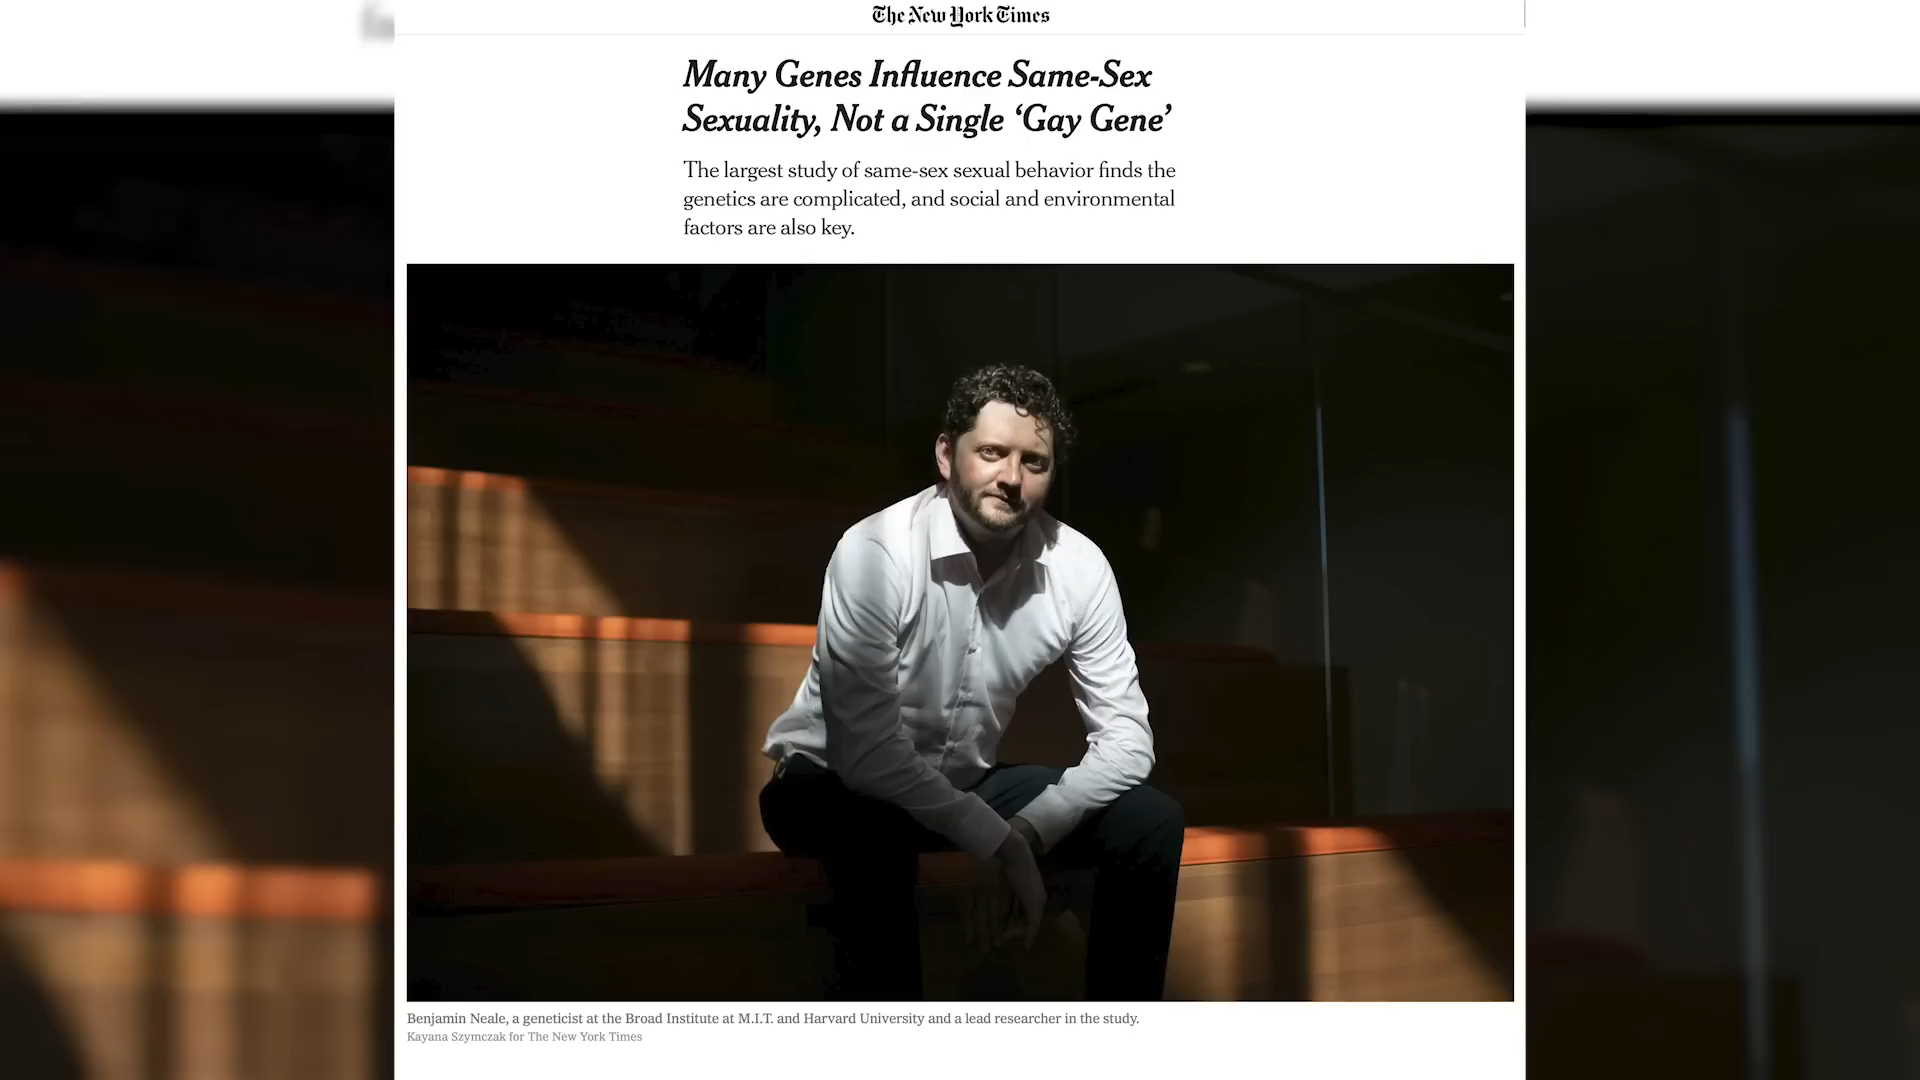 The New York Times
Many Genes Influence Same-Sex
Sexuality, Not a Single ‘Gay Gene’
The largest study of same-sex sexual behavior finds the
genetics are complicated, and social and environmental
factors are also key.
Benjamin Neale, a geneticist at the Broad Institute at M.I.T. and Harvard University and a lead researcher in the study.
Kayana Szymczak for The New York Times